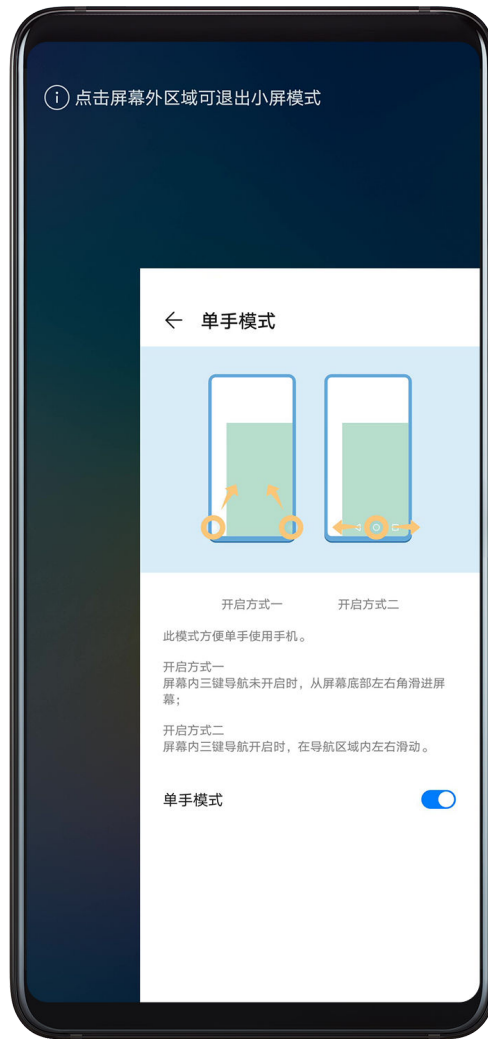 点击屏幕外区域可退出小屏模式
单手模式
开启方式一 开启方式二
此模式方便单手使用手机。
开启方式一
屏幕内三键导航未开启时，从屏幕底部左右角滑进屏
幕；
开启方式二
屏幕内三键导航开启时，在导航区域内左右滑动。
单手模式